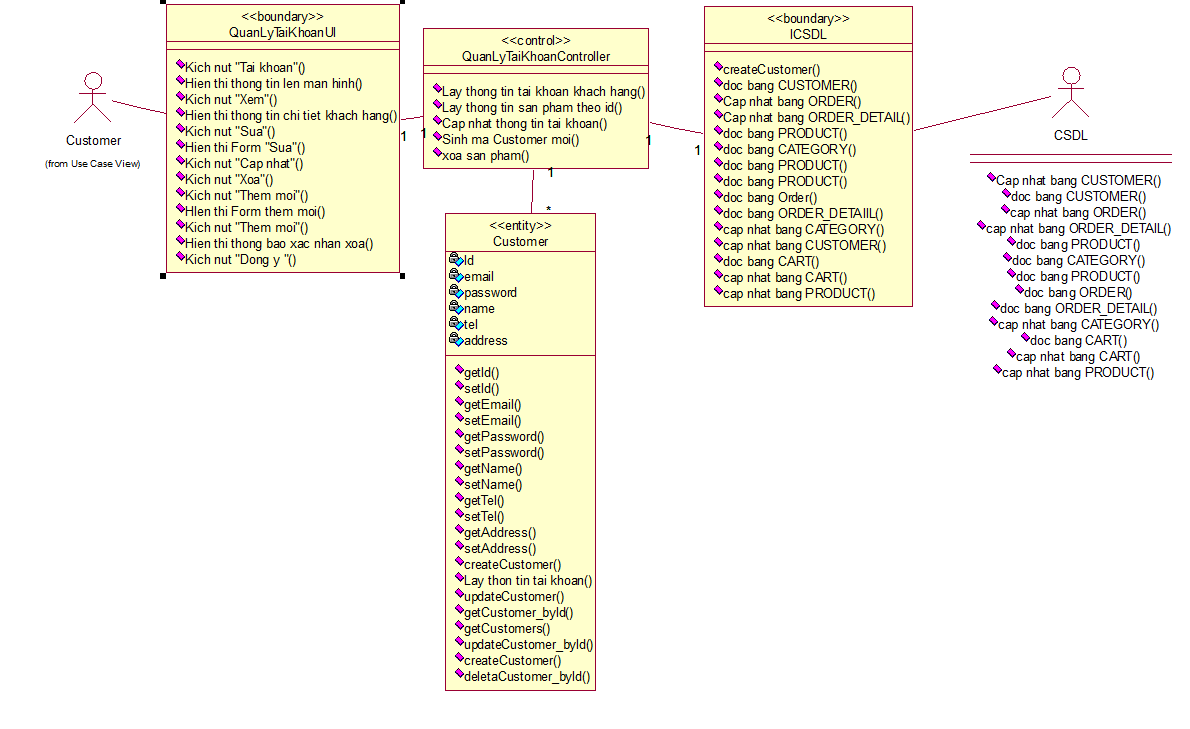 Customer
(from Use Case View)
<<boundary>>
QuanLyTaiKhoanUI
Kich nut "Tai khoan"()
Hien thi thong tin len man hinh()
Kich nut "Xem"()
Hien thi thong tin chi tiet khach hang()
Kich nut "Sua"()
Hien thi Form "Sua"()
Kich nut "Cap nhat"()
Kich nut "Xoa"()
Kich nut "Them moi"()
HIen thi Form them moi()
Kich nut "Them moi"()
Hien thi thong bao xac nhan xoa()
Kich nut "Dong y "()
1
1
<<control>>
QuanLyTaiKhoanController
Lay thong tin tai khoan khach hang()
Lay thong tin san pham theo id()
Cap nhat thong tin tai khoan()
Sinh ma Customer moi()
xoa san pham()
1
1
1
*
<<entity>>
Customer
Id
email
password
name
tel
address
getId()
setId()
getEmail()
setEmail()
getPassword()
setPassword()
getName()
setName()
getTel()
setTel()
getAddress()
setAddress()
createCustomer()
Lay thon tin tai khoan()
updateCustomer()
getCustomer_byId()
getCustomers()
updateCustomer_byId()
createCustomer()
deletaCustomer_byId()
<<boundary>>
ICSDL
createCustomer()
doc bang CUSTOMER()
Cap nhat bang ORDER()
Cap nhat bang ORDER_DETAIL()
doc bang PRODUCT()
doc bang CATEGORY()
doc bang PRODUCT()
doc bang PRODUCT()
doc bang Order()
doc bang ORDER_DETAIIL()
cap nhat bang CATEGORY()
cap nhat bang CUSTOMER()
doc bang CART()
cap nhat bang CART()
cap nhat bang PRODUCT()
CSDL
Cap nhat bang CUSTOMER()
doc bang CUSTOMER()
cap nhat bang ORDER()
cap nhat bang ORDER_DETAIL()
doc bang PRODUCT()
doc bang CATEGORY()
doc bang PRODUCT()
doc bang ORDER()
doc bang ORDER_DETAIL()
cap nhat bang CATEGORY()
doc bang CART()
cap nhat bang CART()
cap nhat bang PRODUCT()